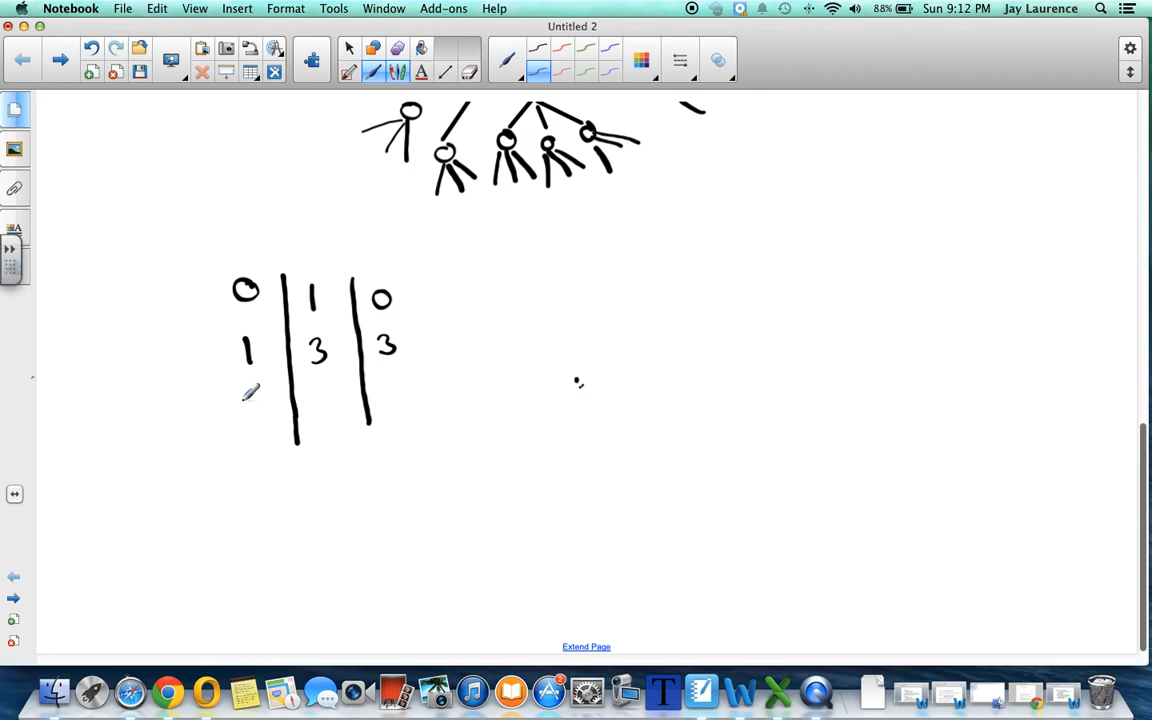 Notebook File Edit View Insert Format Tools Window Add-ons Help 88% Sun 9:12 PM Jay Laurence
Untitled 2
0 1 0
1 3 3
Extend Page